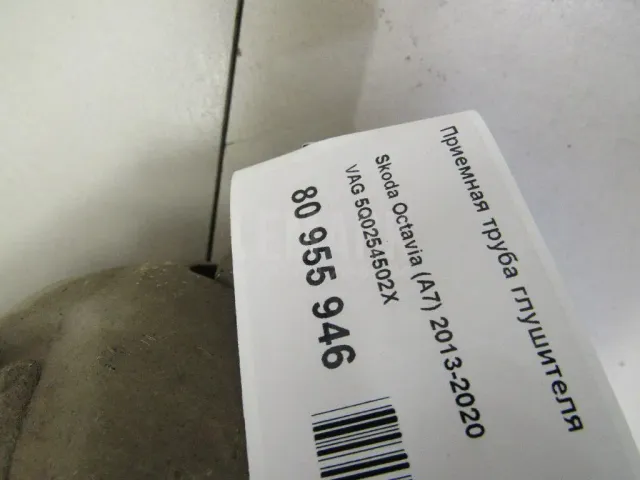 Приемная труба глушителя
Skoda Octavia (A7) 2013-2020
VAG 5Q0254502X
80 955 946